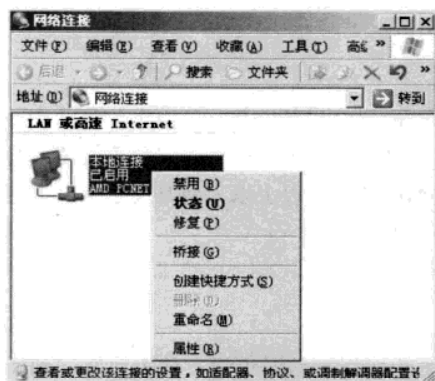 网络连接
文件(F) 编辑(E) 查看(V) 收藏(A) 工具(T) 高级 »
后退 搜索 文件夹 »
地址(D) 网络连接 转到
LAN 或高速 Internet
本地连接
已启用
AMD PCNET
禁用(B)
状态(U)
修复(P)
桥接(G)
创建快捷方式(S)
删除(D)
重命名(M)
属性(R)
查看或更改该连接的设置，如适配器、协议、或调制解调器配置设